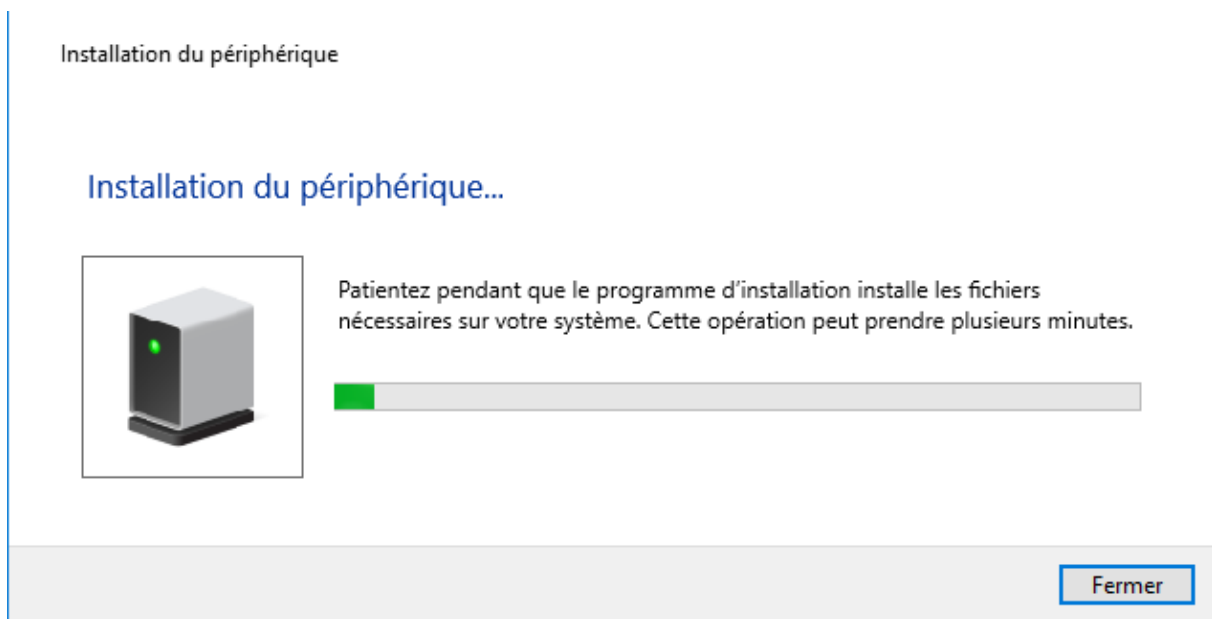 Installation du périphérique
Installation du périphérique...
Patientez pendant que le programme d'installation installe les fichiers
nécessaires sur votre système. Cette opération peut prendre plusieurs minutes.
Fermer